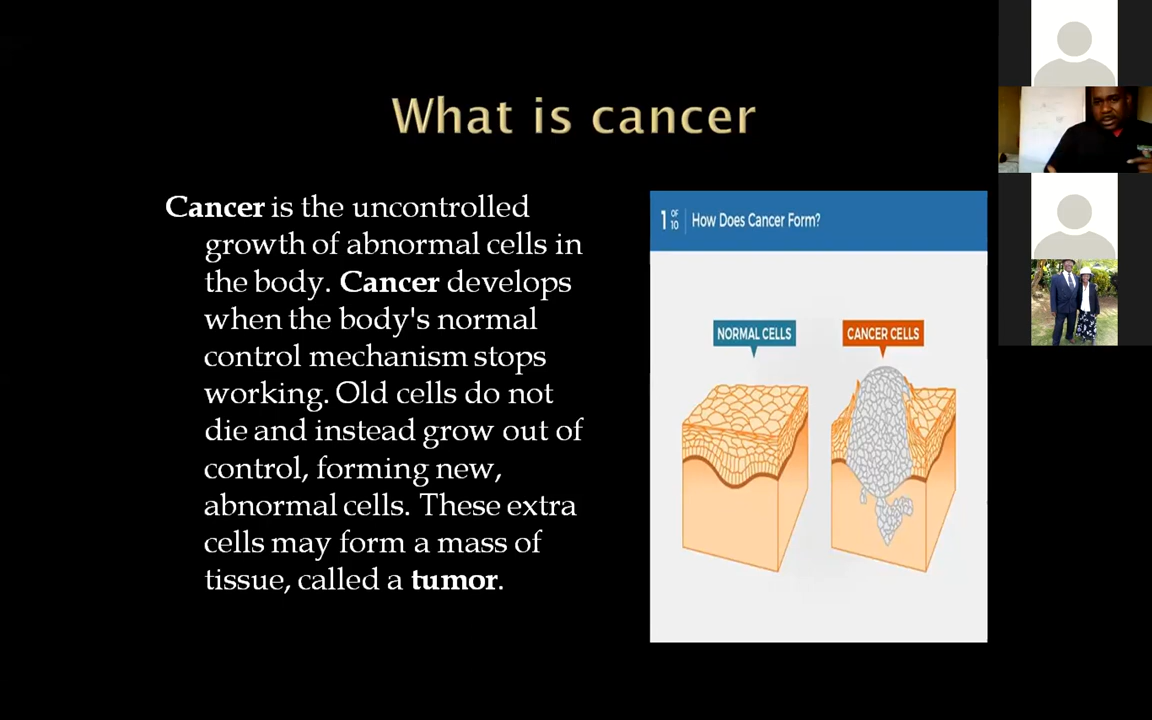 What is cancer
Cancer is the uncontrolled
growth of abnormal cells in
the body. Cancer develops
when the body's normal
control mechanism stops
working. Old cells do not
die and instead grow out of
control, forming new,
abnormal cells. These extra
cells may form a mass of
tissue, called a tumor.
1 OF 10 How Does Cancer Form?
NORMAL CELLS
CANCER CELLS